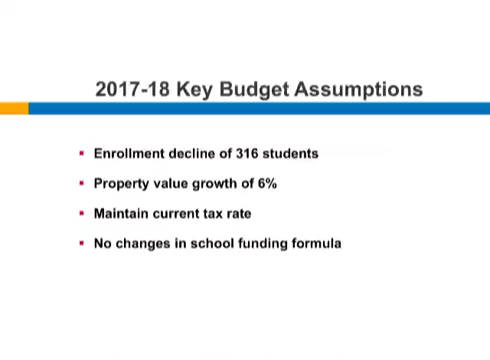 2017-18 Key Budget Assumptions
Enrollment decline of 316 students
Property value growth of 6%
Maintain current tax rate
No changes in school funding formula